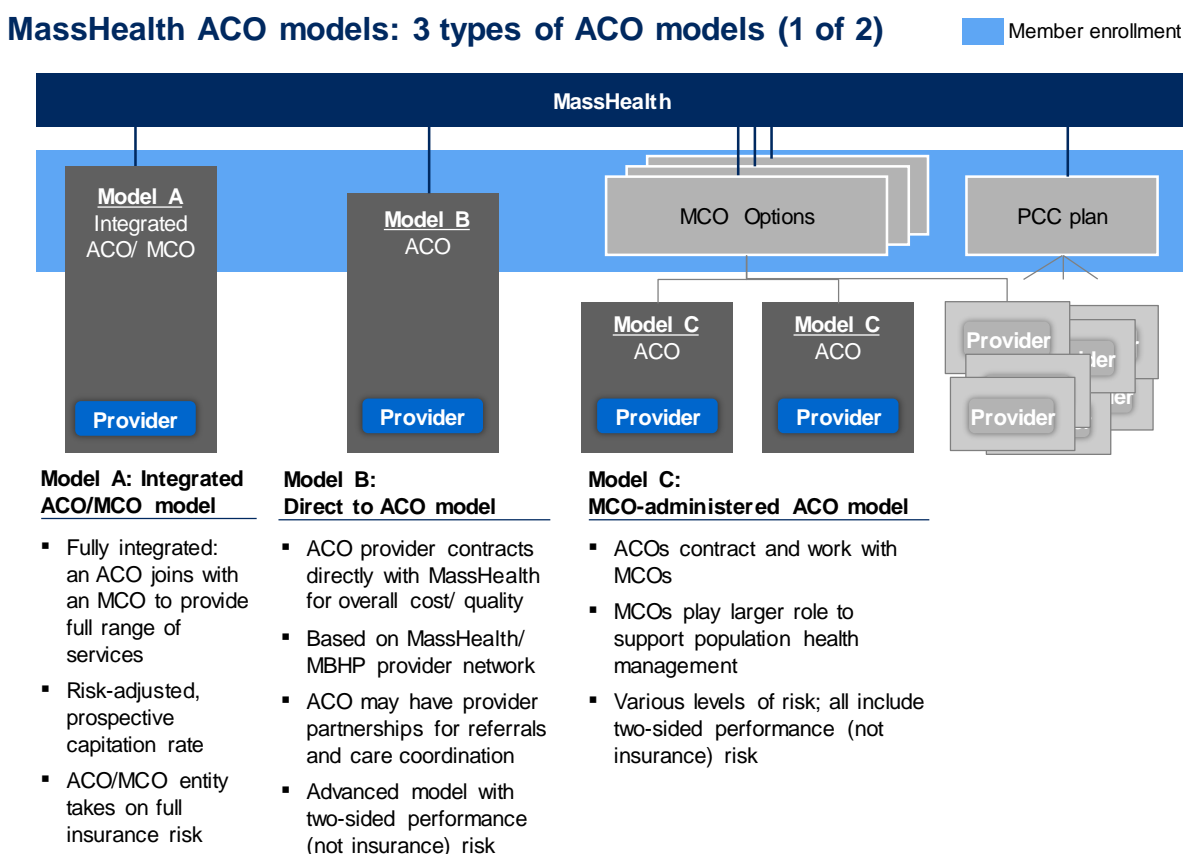 MassHealth ACO models: 3 types of ACO models (1 of 2)
Member enrollment
MassHealth
Model A
Integrated
ACO/ MCO
Provider
Model B
ACO
Provider
MCO Options
PCC plan
Model C
ACO
Provider
Model C
ACO
Provider
Provider
Provider
Model A: Integrated
ACO/MCO model
▪ Fully integrated:
an ACO joins with
an MCO to provide
full range of
services
▪ Risk-adjusted,
prospective
capitation rate
▪ ACO/MCO entity
takes on full
insurance risk
Model B:
Direct to ACO model
▪ ACO provider contracts
directly with MassHealth
for overall cost/ quality
▪ Based on MassHealth/
MBHP provider network
▪ ACO may have provider
partnerships for referrals
and care coordination
▪ Advanced model with
two-sided performance
(not insurance) risk
Model C:
MCO-administered ACO model
▪ ACOs contract and work with
MCOs
▪ MCOs play larger role to
support population health
management
▪ Various levels of risk; all include
two-sided performance (not
insurance) risk